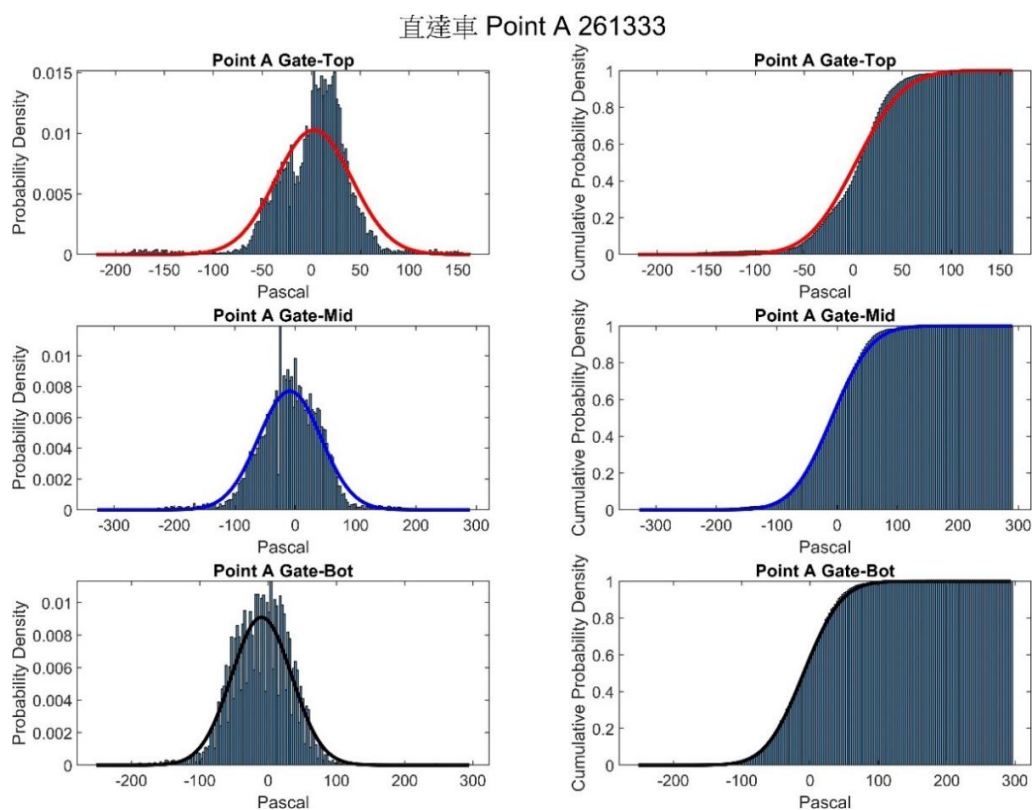 直達車 Point A 261333
Point A Gate-Top
0.015
0.01
0.005
0
Probability Density
-200 -150 -100 -50 0 50 100 150
Pascal
Point A Gate-Top
1
0.8
0.6
0.4
0.2
0
Cumulative Probability Density
-200 -150 -100 -50 0 50 100 150
Pascal
Point A Gate-Mid
0.01
0.008
0.006
0.004
0.002
0
Probability Density
-300 -200 -100 0 100 200 300
Pascal
Point A Gate-Mid
1
0.8
0.6
0.4
0.2
0
Cumulative Probability Density
-300 -200 -100 0 100 200 300
Pascal
Point A Gate-Bot
0.01
0.008
0.006
0.004
0.002
0
Probability Density
-200 -100 0 100 200 300
Pascal
Point A Gate-Bot
1
0.8
0.6
0.4
0.2
0
Cumulative Probability Density
-200 -100 0 100 200 300
Pascal